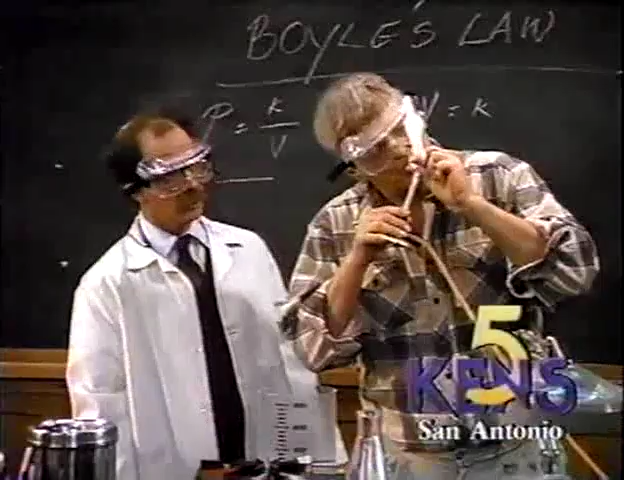 BOYLE'S LAW
P = K/V   V = K
5
KENS
San Antonio